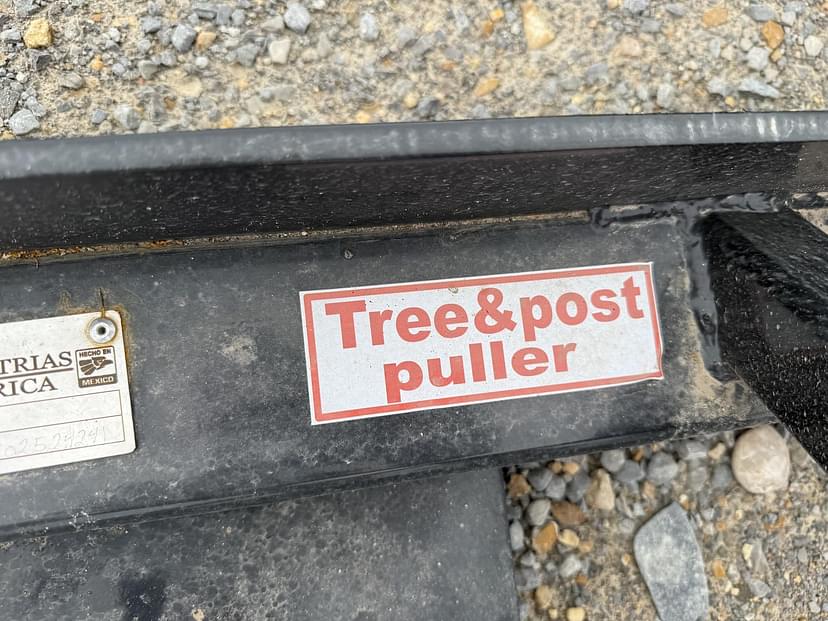 TRIAS
RICA
HECHO EN
MEXICO
Tree&post
puller